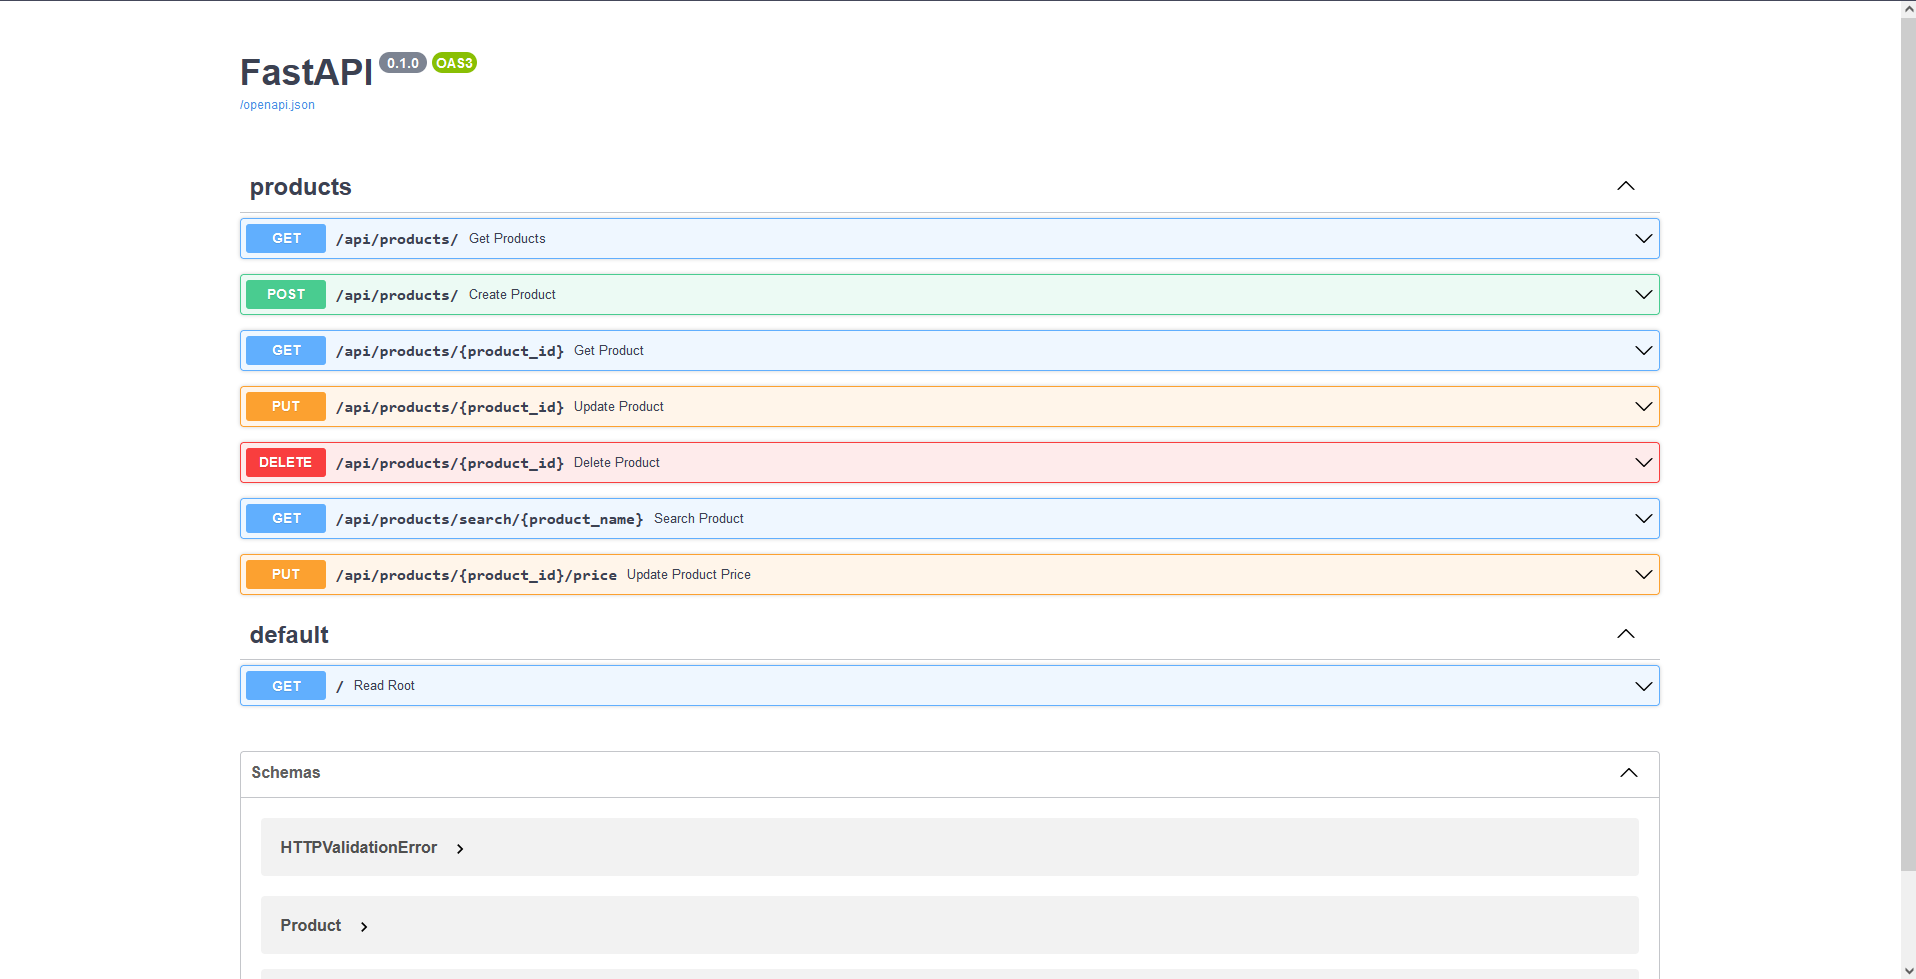 FastAPI 0.1.0 OAS3
/openapi.json
products
GET /api/products/ Get Products
POST /api/products/ Create Product
GET /api/products/{product_id} Get Product
PUT /api/products/{product_id} Update Product
DELETE /api/products/{product_id} Delete Product
GET /api/products/search/{product_name} Search Product
PUT /api/products/{product_id}/price Update Product Price
default
GET / Read Root
Schemas
HTTPValidationError
Product